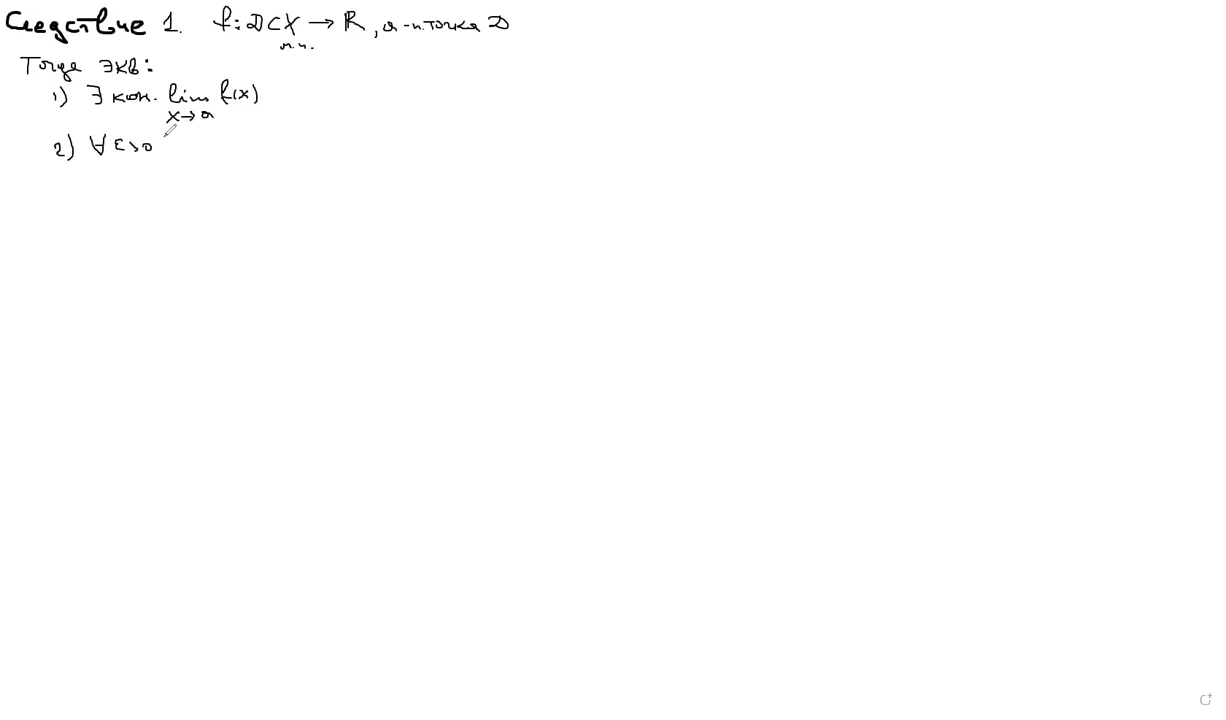 Следствие 1. f: D ⊂ X → R, a - п. точка D
м.п.
Тогда экв:
1) ∃ кон. lim f(x)
x→a
2) ∀ ε>0